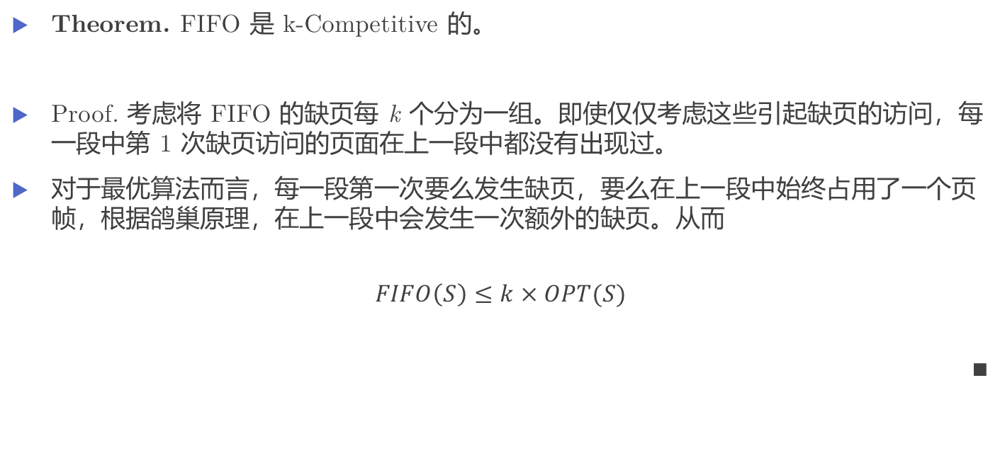 Theorem. FIFO 是 k-Competitive 的。
Proof. 考虑将 FIFO 的缺页每 k 个分为一组。即使仅仅考虑这些引起缺页的访问，每
一段中第 1 次缺页访问的页面在上一段中都没有出现过。
对于最优算法而言，每一段第一次要么发生缺页，要么在上一段中始终占用了一个页
帧，根据鸽巢原理，在上一段中会发生一次额外的缺页。从而
FIFO(S) ≤ k × OPT(S)